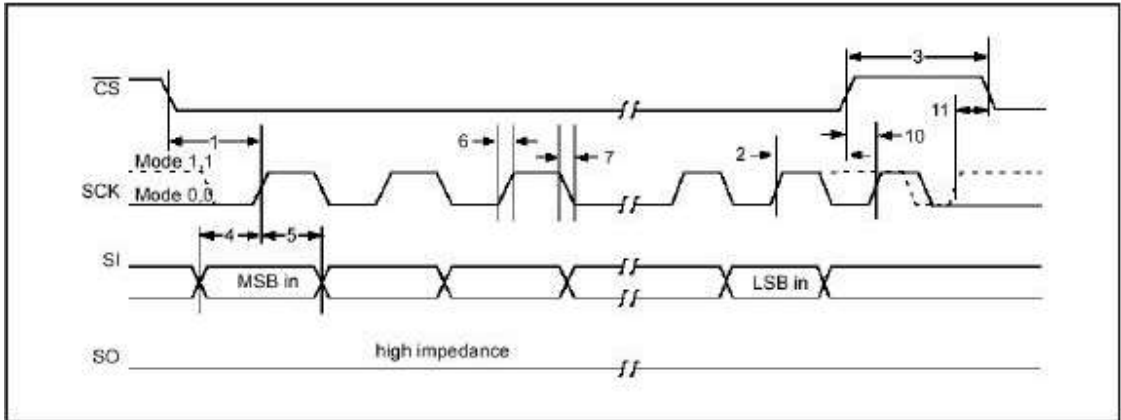 3
CS
11
1
6
7
2
10
Mode 1,1
SCK
Mode 0,0
4
5
SI
MSB in
LSB in
SO
high impedance